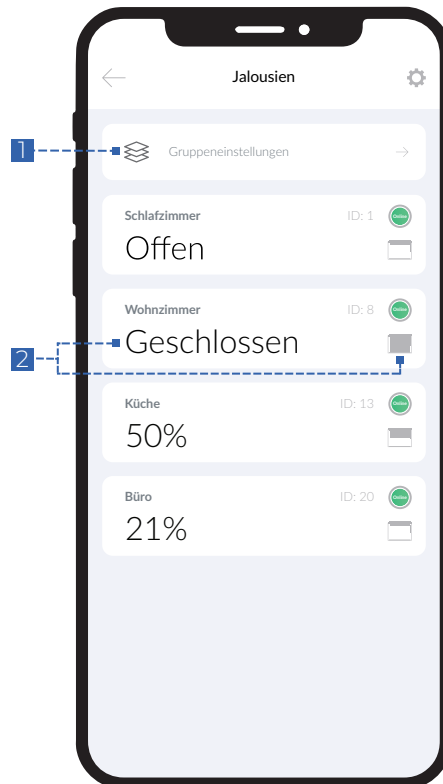 Jalousien
1
Gruppeneinstellungen
Schlafzimmer ID: 1 Online
Offen
Wohnzimmer ID: 8 Online
Geschlossen
2
Küche ID: 13 Online
50%
Büro ID: 20 Online
21%